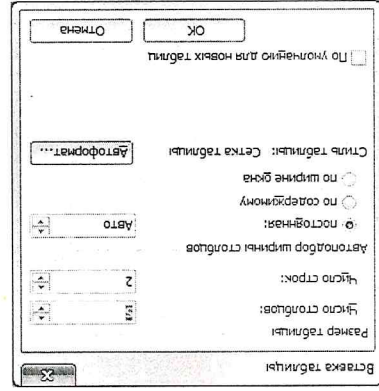 Вставка таблицы
Размер таблицы
Число столбцов: 5
Число строк: 2
Автоподбор ширины столбцов
постоянная: Авто
по содержимому
по ширине окна
Стиль таблицы: Сетка таблицы Автоформат...
По умолчанию для новых таблиц
ОК Отмена